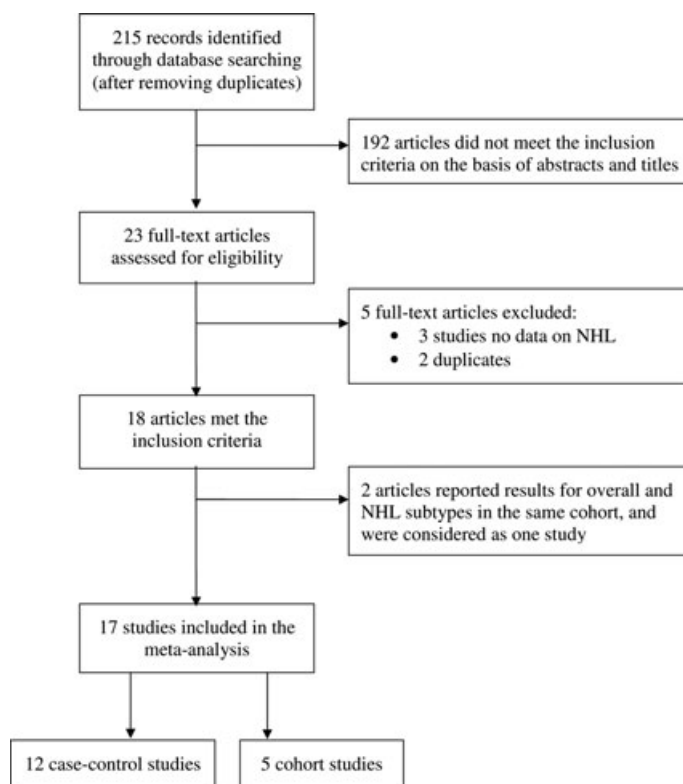 215 records identified
through database searching
(after removing duplicates)
192 articles did not meet the inclusion
criteria on the basis of abstracts and titles
23 full-text articles
assessed for eligibility
5 full-text articles excluded:
• 3 studies no data on NHL
• 2 duplicates
18 articles met the
inclusion criteria
2 articles reported results for overall and
NHL subtypes in the same cohort, and
were considered as one study
17 studies included in the
meta-analysis
12 case-control studies
5 cohort studies